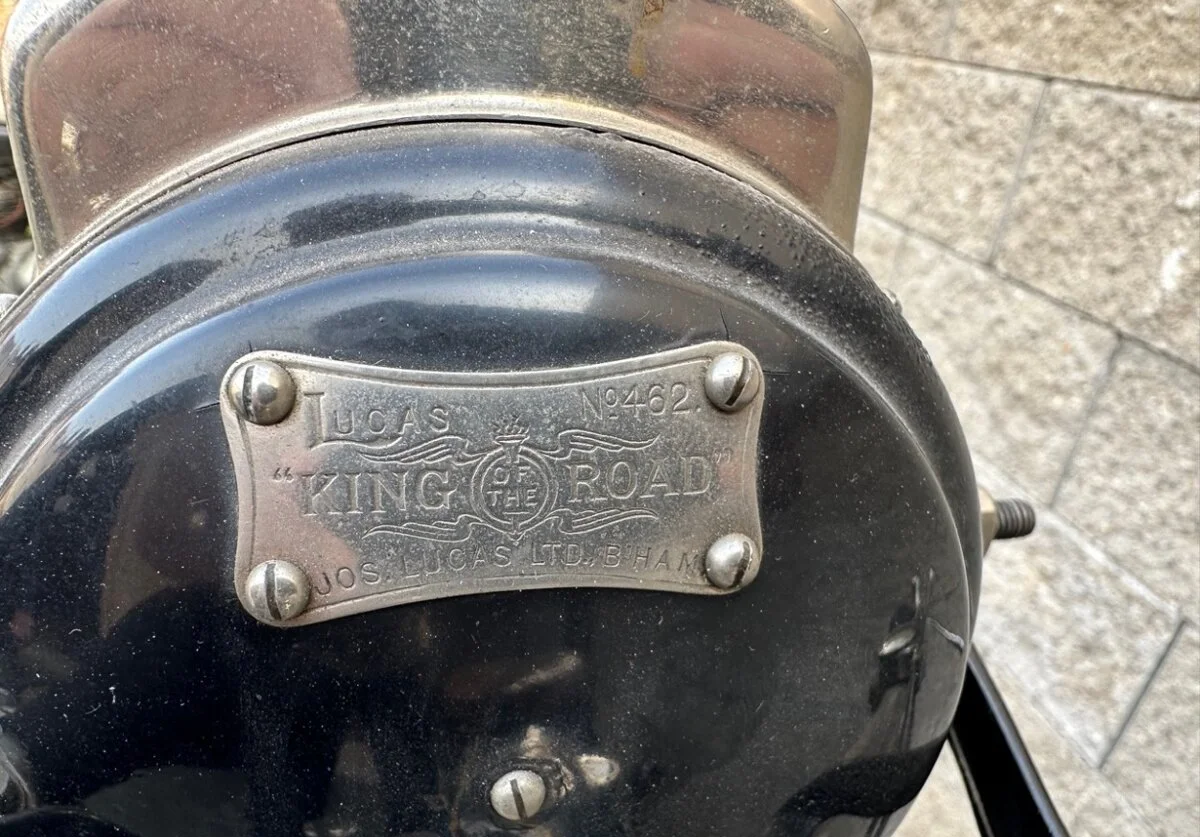 LUCAS Nº462.
"KING OF THE ROAD"
JOS. LUCAS LTD. B'HAM